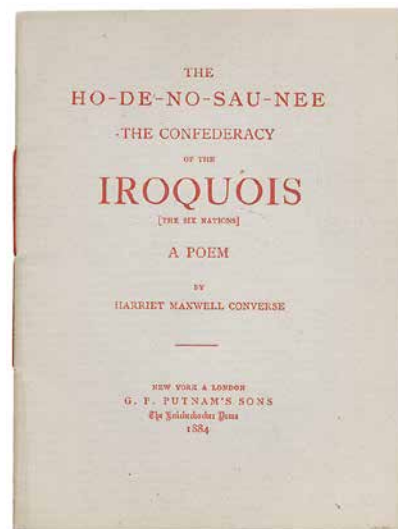 THE
HO-DE-NO-SAU-NEE
THE CONFEDERACY
OF THE
IROQUOIS
[THE SIX NATIONS]
A POEM
BY
HARRIET MAXWELL CONVERSE
NEW YORK & LONDON
G. P. PUTNAM'S SONS
The Knickerbocker Press
1884